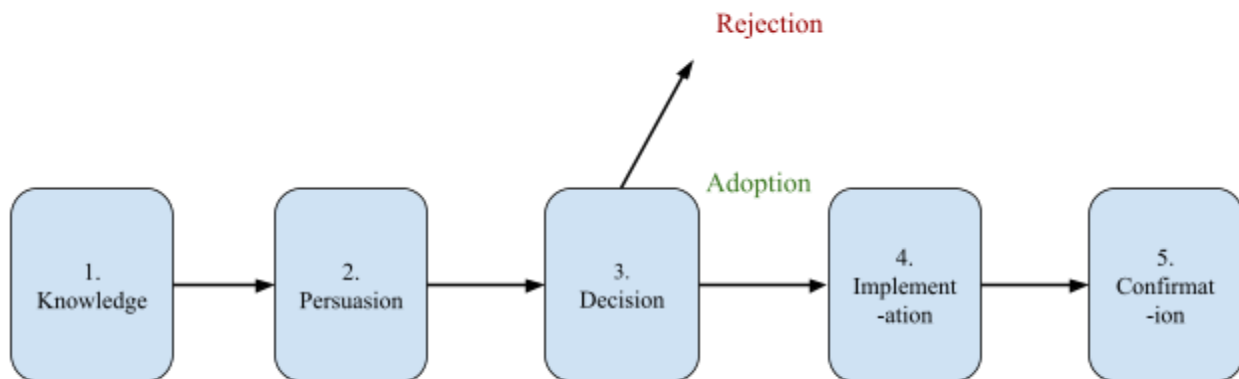 Rejection
Adoption
1.
Knowledge
2.
Persuasion
3.
Decision
4.
Implement
-ation
5.
Confirmat
-ion